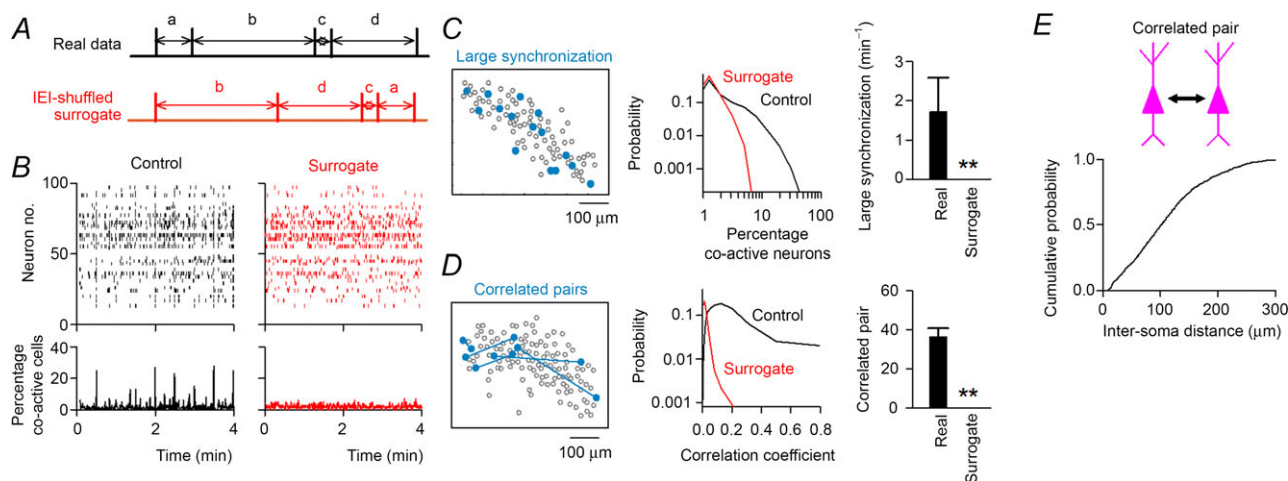 A
a b c d
Real data
b d c a
IEI-shuffled
surrogate
B
Control Surrogate
100
50
0
Neuron no.
40
20
0
Percentage
co-active cells
0 2 4 0 2 4
Time (min) Time (min)
C
Large synchronization
100 μm
Surrogate
Control
0.1
0.01
0.001
Probability
1 10 100
Percentage
co-active neurons
Large synchronization (min⁻¹)
3
2
1
0
**
Real
Surrogate
D
Correlated pairs
100 μm
Control
Surrogate
0.1
0.01
0.001
Probability
0.0 0.2 0.4 0.6 0.8
Correlation coefficient
Correlated pair
60
40
20
0
**
Real
Surrogate
E
Correlated pair
1.0
0.5
0
Cumulative probability
0 100 200 300
Inter-soma distance (μm)